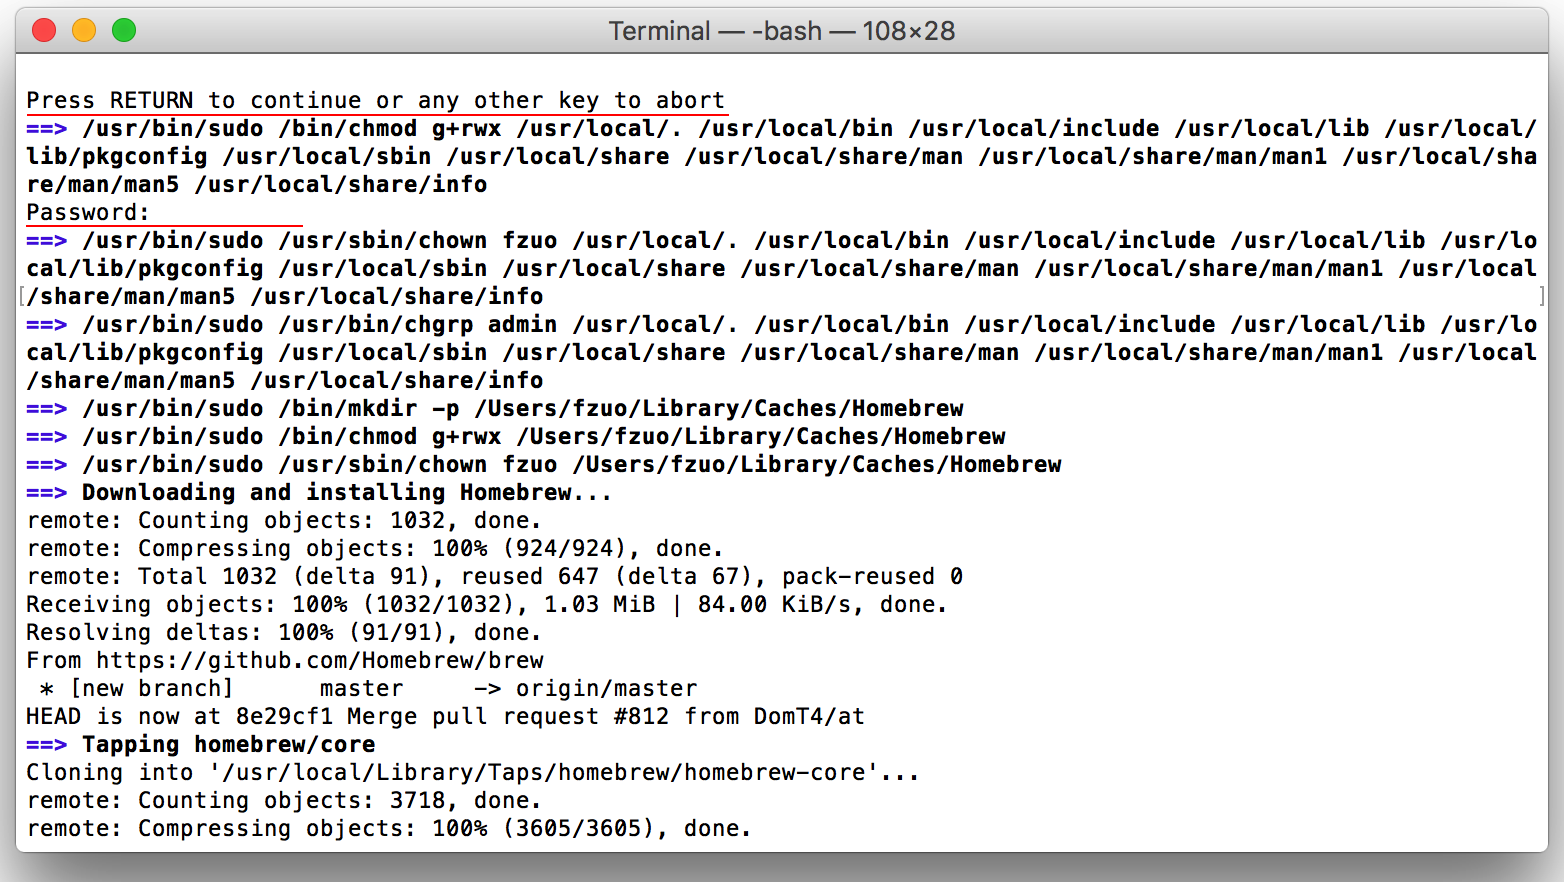 Terminal — -bash — 108×28
Press RETURN to continue or any other key to abort
==> /usr/bin/sudo /bin/chmod g+rwx /usr/local/. /usr/local/bin /usr/local/include /usr/local/lib /usr/local/
lib/pkgconfig /usr/local/sbin /usr/local/share /usr/local/share/man /usr/local/share/man/man1 /usr/local/sha
re/man/man5 /usr/local/share/info
Password:
==> /usr/bin/sudo /usr/sbin/chown fzuo /usr/local/. /usr/local/bin /usr/local/include /usr/local/lib /usr/lo
cal/lib/pkgconfig /usr/local/sbin /usr/local/share /usr/local/share/man /usr/local/share/man/man1 /usr/local
[/share/man/man5 /usr/local/share/info ]
==> /usr/bin/sudo /usr/bin/chgrp admin /usr/local/. /usr/local/bin /usr/local/include /usr/local/lib /usr/lo
cal/lib/pkgconfig /usr/local/sbin /usr/local/share /usr/local/share/man /usr/local/share/man/man1 /usr/local
/share/man/man5 /usr/local/share/info
==> /usr/bin/sudo /bin/mkdir -p /Users/fzuo/Library/Caches/Homebrew
==> /usr/bin/sudo /bin/chmod g+rwx /Users/fzuo/Library/Caches/Homebrew
==> /usr/bin/sudo /usr/sbin/chown fzuo /Users/fzuo/Library/Caches/Homebrew
==> Downloading and installing Homebrew...
remote: Counting objects: 1032, done.
remote: Compressing objects: 100% (924/924), done.
remote: Total 1032 (delta 91), reused 647 (delta 67), pack-reused 0
Receiving objects: 100% (1032/1032), 1.03 MiB | 84.00 KiB/s, done.
Resolving deltas: 100% (91/91), done.
From https://github.com/Homebrew/brew
 * [new branch]      master     -> origin/master
HEAD is now at 8e29cf1 Merge pull request #812 from DomT4/at
==> Tapping homebrew/core
Cloning into '/usr/local/Library/Taps/homebrew/homebrew-core'...
remote: Counting objects: 3718, done.
remote: Compressing objects: 100% (3605/3605), done.